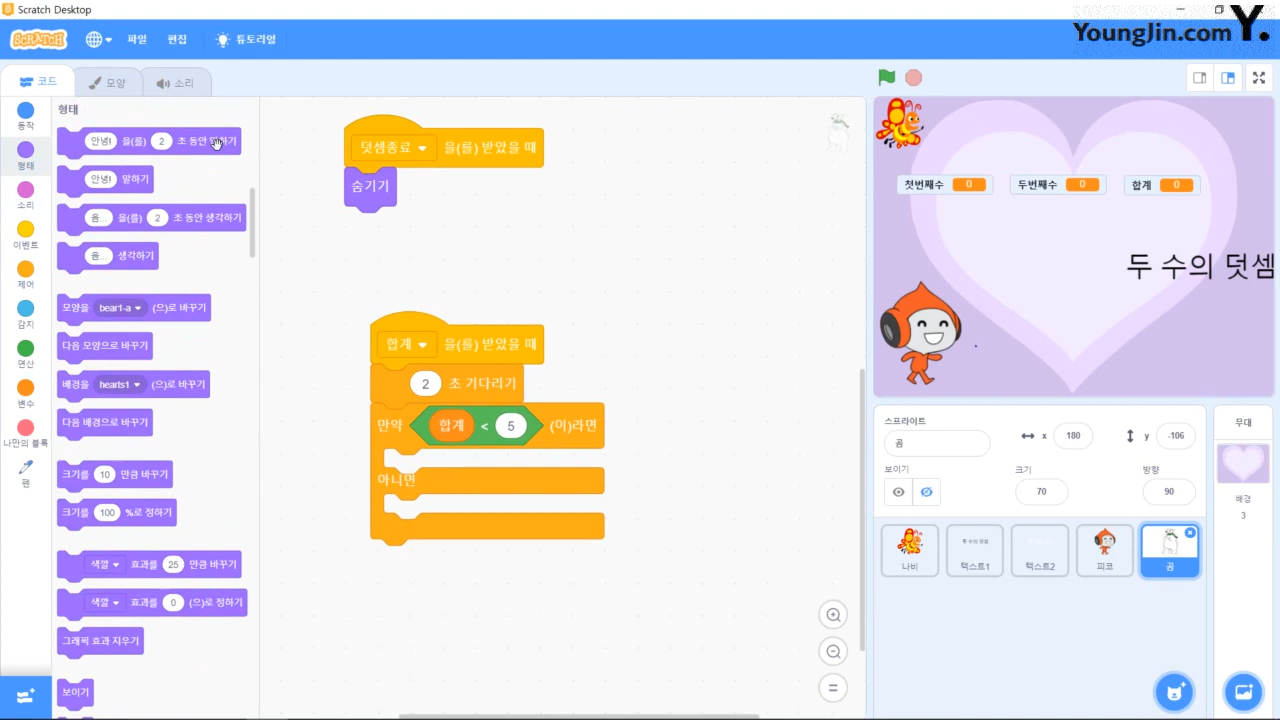 Scratch Desktop
YoungJin.com Y.
SCRATCH 파일 편집 튜토리얼
코드 모양 소리
동작
형태
소리
이벤트
제어
감지
연산
변수
나만의 블록
펜
형태
안녕! 을(를) 2 초 동안 말하기
안녕! 말하기
음... 을(를) 2 초 동안 생각하기
음... 생각하기
모양을 bear1-a (으)로 바꾸기
다음 모양으로 바꾸기
배경을 hearts1 (으)로 바꾸기
다음 배경으로 바꾸기
크기를 10 만큼 바꾸기
크기를 100 %로 정하기
색깔 효과를 25 만큼 바꾸기
색깔 효과를 0 (으)로 정하기
그래픽 효과 지우기
보이기
덧셈종료 을(를) 받았을 때
숨기기
합계 을(를) 받았을 때
2 초 기다리기
만약 합계 < 5 (이)라면
아니면
첫번째수 0 두번째수 0 합계 0
두 수의 덧셈
스프라이트
곰
x 180
y -106
보이기
크기
방향
70
90
두 수의 덧셈
나비 텍스트1 텍스트2 피코 곰
무대
배경
3